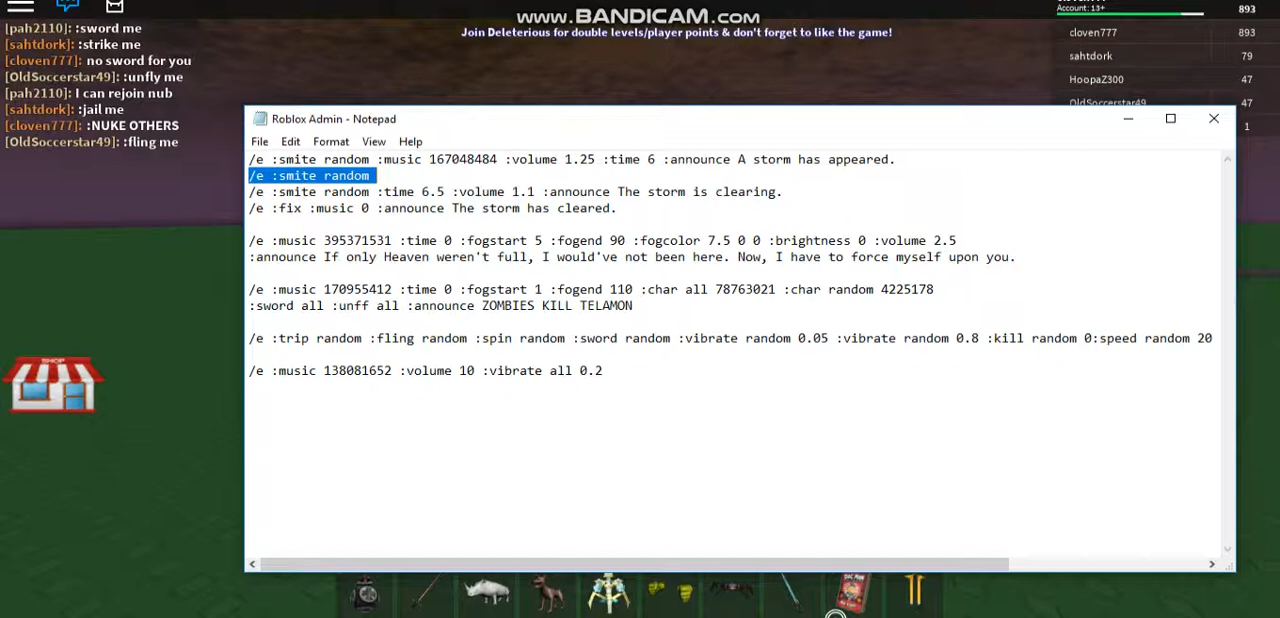 www.BANDICAM.com
Join Deleterious for double levels/player points & don't forget to like the game!
Account: 13+
893
cloven777 893
sahtdork 79
HoopaZ300 47
OldSoccerstar49 47
1
[pah2110]: :sword me
[sahtdork]: :strike me
[cloven777]: no sword for you
[OldSoccerstar49]: :unfly me
[pah2110]: I can rejoin nub
[sahtdork]: :jail me
[cloven777]: :NUKE OTHERS
[OldSoccerstar49]: :fling me
Roblox Admin - Notepad
File Edit Format View Help
/e :smite random :music 167048484 :volume 1.25 :time 6 :announce A storm has appeared.
/e :smite random
/e :smite random :time 6.5 :volume 1.1 :announce The storm is clearing.
/e :fix :music 0 :announce The storm has cleared.
/e :music 395371531 :time 0 :fogstart 5 :fogend 90 :fogcolor 7.5 0 0 :brightness 0 :volume 2.5
:announce If only Heaven weren't full, I would've not been here. Now, I have to force myself upon you.
/e :music 170955412 :time 0 :fogstart 1 :fogend 110 :char all 78763021 :char random 4225178
:sword all :unff all :announce ZOMBIES KILL TELAMON
/e :trip random :fling random :spin random :sword random :vibrate random 0.05 :vibrate random 0.8 :kill random 0:speed random 20
/e :music 138081652 :volume 10 :vibrate all 0.2
SHOP